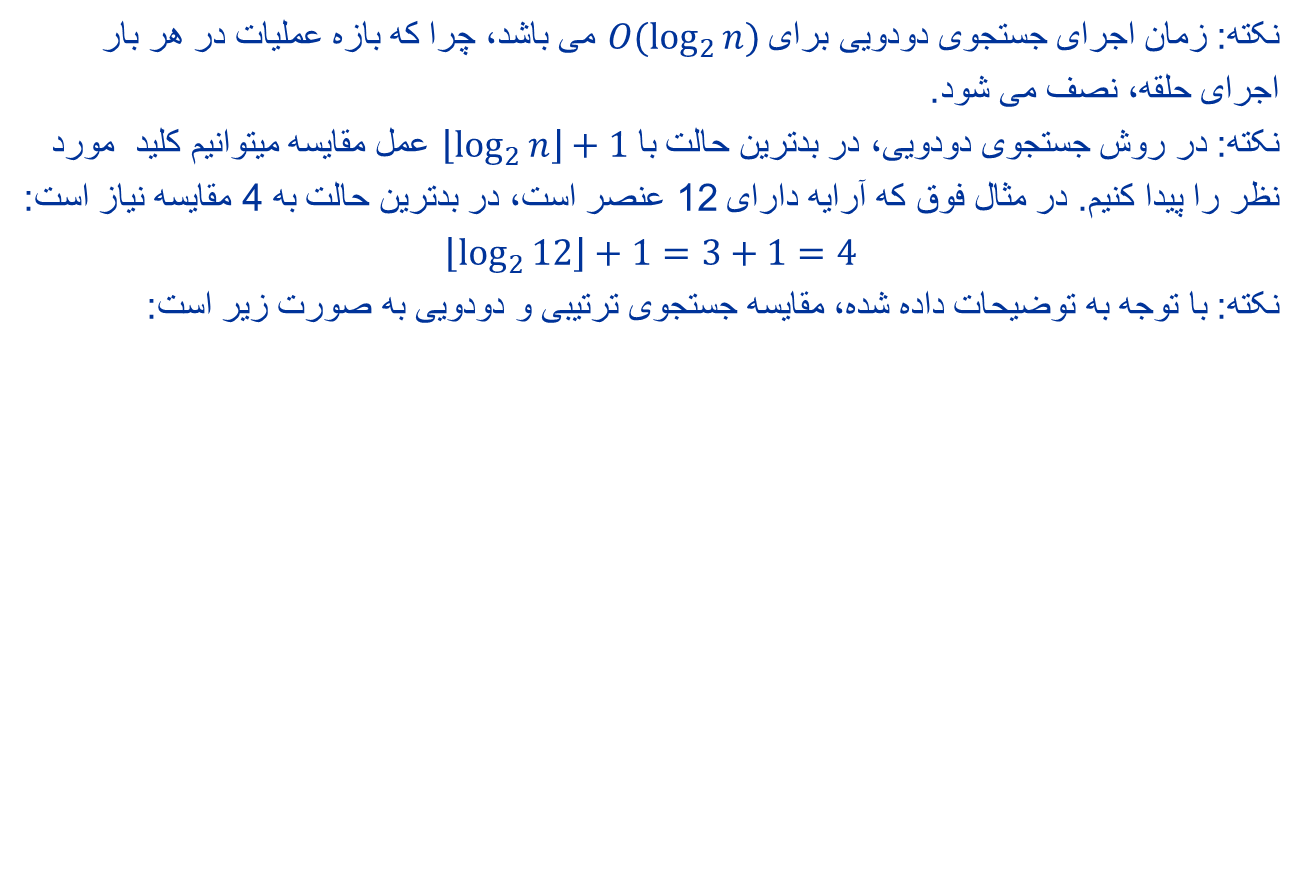 نکته: زمان اجرای جستجوی دودویی برای O(log₂ n) می باشد، چرا که بازه عملیات در هر بار
اجرای حلقه، نصف می شود.
نکته: در روش جستجوی دودویی، در بدترین حالت با ⌊log₂ n⌋ + 1 عمل مقایسه میتوانیم کلید مورد
نظر را پیدا کنیم. در مثال فوق که آرایه دارای 12 عنصر است، در بدترین حالت به 4 مقایسه نیاز است:
⌊log₂ 12⌋ + 1 = 3 + 1 = 4
نکته: با توجه به توضیحات داده شده، مقایسه جستجوی ترتیبی و دودویی به صورت زیر است: